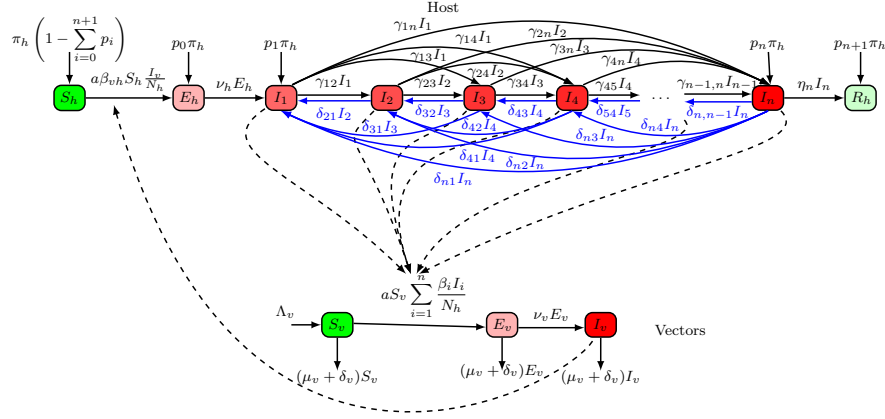 Host
π_h (1 - ∑_{i=0}^{n+1} p_i)
p_0π_h
p_1π_h
p_nπ_h
p_{n+1}π_h
γ_{1n}I_1
γ_{14}I_1
γ_{2n}I_2
γ_{13}I_1
γ_{3n}I_3
γ_{24}I_2
γ_{4n}I_4
aβ_{vh}S_h I_v/N_h
ν_hE_h
γ_{12}I_1
γ_{23}I_2
γ_{34}I_3
γ_{45}I_4
γ_{n-1,n}I_{n-1}
η_nI_n
S_h
E_h
I_1
I_2
I_3
I_4
...
I_n
R_h
δ_{21}I_2
δ_{32}I_3
δ_{43}I_4
δ_{54}I_5
δ_{n,n-1}I_n
δ_{31}I_3
δ_{42}I_4
δ_{n3}I_n
δ_{n4}I_n
δ_{41}I_4
δ_{n2}I_n
δ_{n1}I_n
aS_v ∑_{i=1}^{n} β_iI_i/N_h
Λ_v
S_v
E_v
ν_vE_v
I_v
Vectors
(μ_v + δ_v)S_v
(μ_v + δ_v)E_v
(μ_v + δ_v)I_v